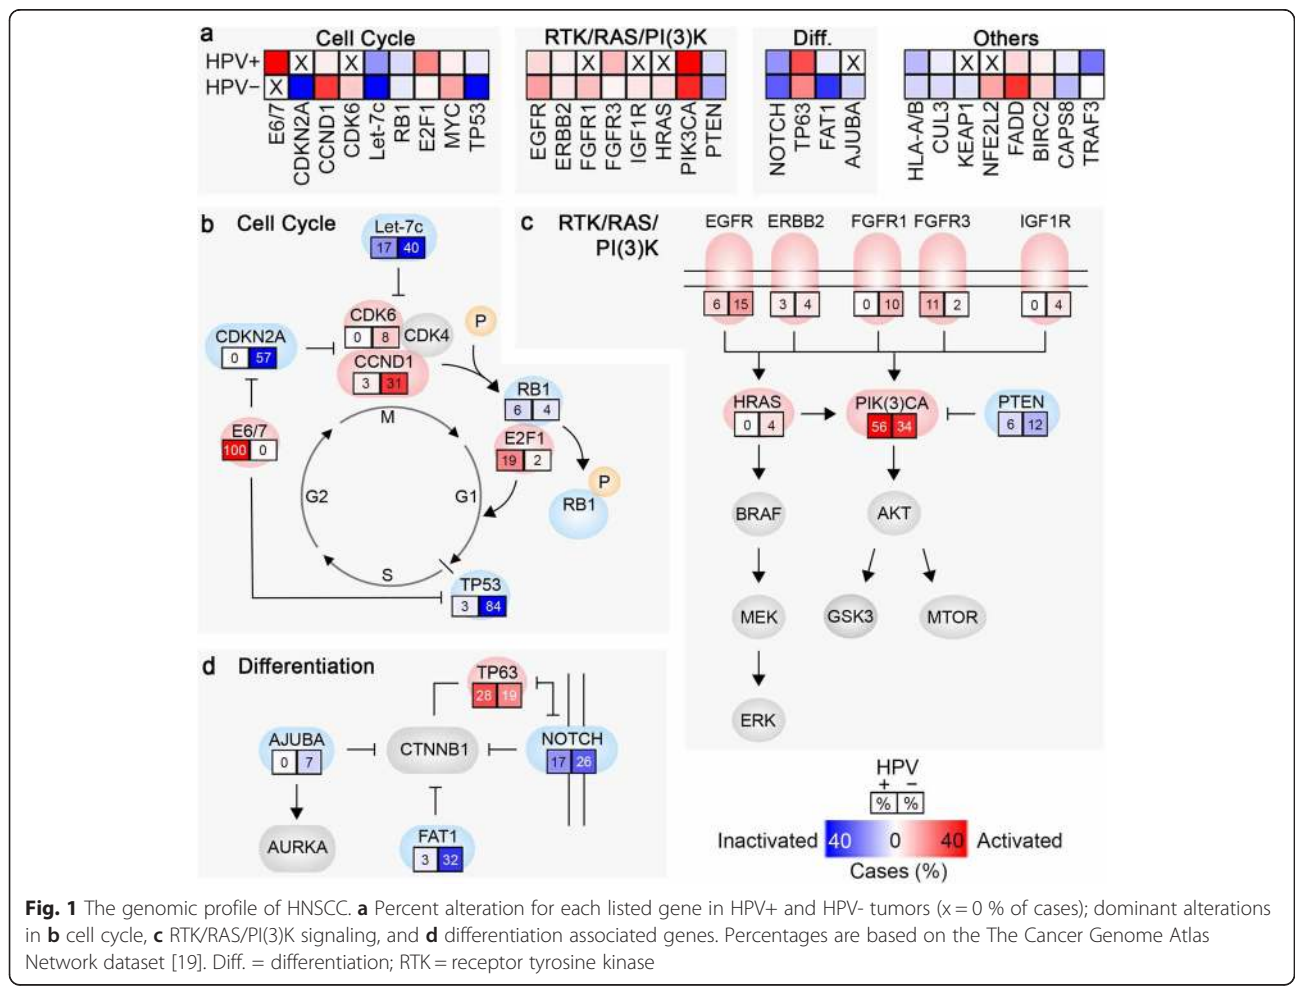 a
Cell Cycle
RTK/RAS/PI(3)K
Diff.
Others
HPV+ X X X X X X X X
HPV− X
E6/7 CDKN2A CCND1 CDK6 Let-7c RB1 E2F1 MYC TP53
EGFR ERBB2 FGFR1 FGFR3 IGF1R HRAS PIK3CA PTEN
NOTCH TP63 FAT1 AJUBA
HLA-A/B CUL3 KEAP1 NFE2L2 FADD BIRC2 CAPS8 TRAF3
b Cell Cycle
Let-7c
17 40
CDK6
0 8
CDK4
P
CDKN2A
0 57
CCND1
3 31
RB1
6 4
E6/7
100 0
M
E2F1
19 2
G2
G1
P
RB1
S
TP53
3 84
c RTK/RAS/
PI(3)K
EGFR ERBB2 FGFR1 FGFR3 IGF1R
6 15 3 4 0 10 11 2 0 4
HRAS PIK(3)CA PTEN
0 4 56 34 6 12
BRAF AKT
MEK GSK3 MTOR
ERK
d Differentiation
TP63
28 19
AJUBA
0 7
CTNNB1
NOTCH
17 26
AURKA
FAT1
3 32
HPV
+ −
% %
Inactivated 40 0 40 Activated
Cases (%)
Fig. 1 The genomic profile of HNSCC. a Percent alteration for each listed gene in HPV+ and HPV- tumors (x = 0 % of cases); dominant alterations
in b cell cycle, c RTK/RAS/PI(3)K signaling, and d differentiation associated genes. Percentages are based on the The Cancer Genome Atlas
Network dataset [19]. Diff. = differentiation; RTK = receptor tyrosine kinase